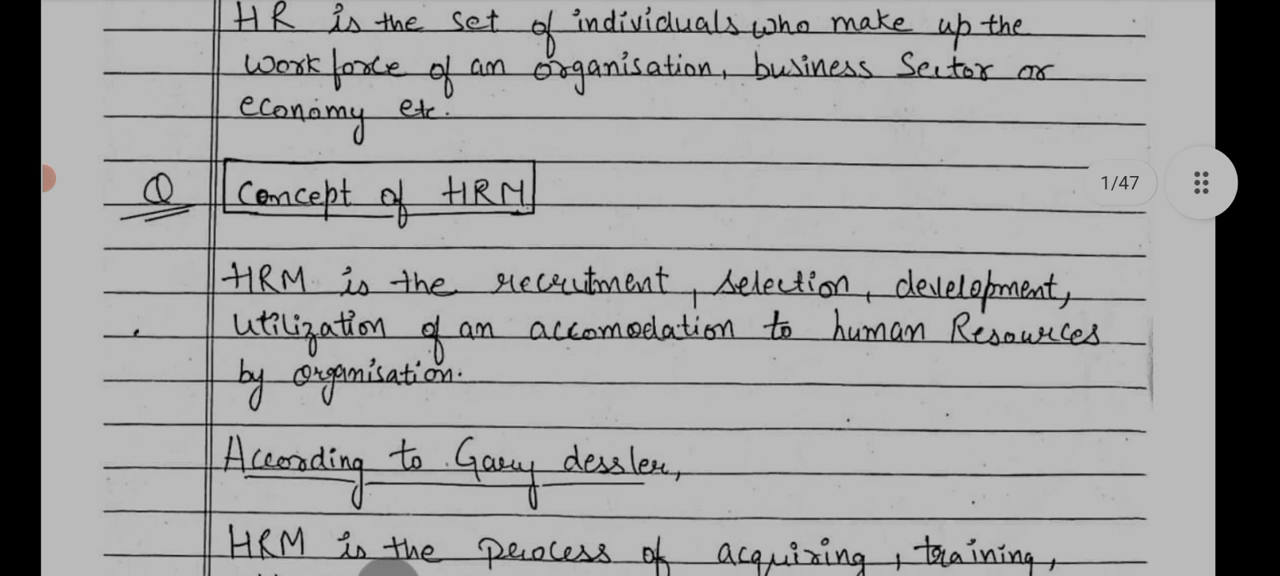 HR is the set of individuals who make up the
work force of an organisation, business Sector or
economy etc.
Q Concept of HRM
1/47
HRM is the recruitment, selection, development,
utilization of an accomodation to human Resources
by organisation.
According to Gary dessler,
HRM is the process of acquiring, training,